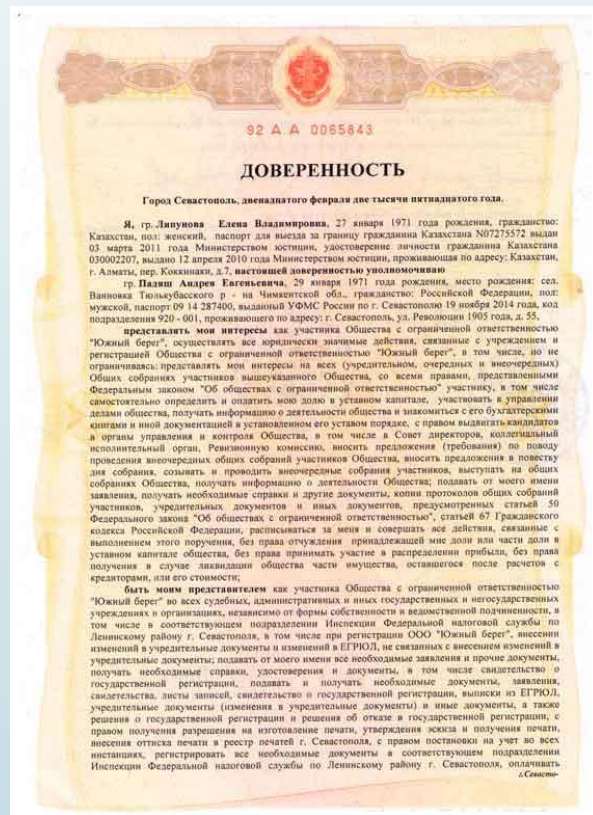 92 А А 0065843
ДОВЕРЕННОСТЬ
Город Севастополь, двенадцатого февраля две тысячи пятнадцатого года.
Я, гр. Липунова Елена Владимировна, 27 января 1971 года рождения, гражданство:
Казахстан, пол: женский, паспорт для выезда за границу гражданина Казахстана N07275572 выдан
03 марта 2011 года Министерством юстиции, удостоверение личности гражданина Казахстана
030002207, выдано 12 апреля 2010 года Министерством юстиции, проживающая по адресу: Казахстан,
г. Алматы, пер. Коккинаки, д.7, настоящей доверенностью уполномочиваю
гр. Падяш Андрея Евгеньевича, 29 января 1971 года рождения, место рождения: сел.
Ванновка Тюлькубасского р - на Чимкентской обл., гражданство: Российской Федерации, пол:
мужской, паспорт 09 14 287400, выданный УФМС России по г. Севастополю 19 ноября 2014 года, код
подразделения 920 - 001, проживающего по адресу: г. Севастополь, ул. Революции 1905 года, д. 55,
представлять мои интересы как участника Общества с ограниченной ответственностью
"Южный берег", осуществлять все юридически значимые действия, связанные с учреждением и
регистрацией Общества с ограниченной ответственностью "Южный берег", в том числе, но не
ограничиваясь: представлять мои интересы на всех (учредительном, очередных и внеочередных)
Общих собраниях участников вышеуказанного Общества, со всеми правами, представленными
Федеральным законом "Об обществах с ограниченной ответственностью" участнику, в том числе
самостоятельно определить и оплатить мою долю в уставном капитале, участвовать в управлении
делами общества, получать информацию о деятельности общества и знакомиться с его бухгалтерскими
книгами и иной документацией в установленном его уставом порядке, с правом выдвигать кандидатов
в органы управления и контроля Общества, в том числе в Совет директоров, коллегиальный
исполнительный орган, Ревизионную комиссию, вносить предложения (требования) по поводу
проведения внеочередных общих собраний участников Общества, вносить предложения в повестку
дня собрания, созывать и проводить внеочередные собрания участников, выступать на общих
собраниях Общества, получать информацию о деятельности Общества; подавать от моего имени
заявления, получать необходимые справки и другие документы, копии протоколов общих собраний
участников, учредительных документов и иных документов, предусмотренных статьей 50
Федерального закона "Об обществах с ограниченной ответственностью", статьей 67 Гражданского
кодекса Российской Федерации, расписываться за меня и совершать все действия, связанные с
выполнением этого поручения, без права отчуждения принадлежащей мне доли или части доли в
уставном капитале общества, без права принимать участие в распределении прибыли, без права
получения в случае ликвидации общества части имущества, оставшегося после расчетов с
кредиторами, или его стоимости;
быть моим представителем как участника Общества с ограниченной ответственностью
"Южный берег" во всех судебных, административных и иных государственных и негосударственных
учреждениях и организациях, независимо от формы собственности и ведомственной подчиненности, в
том числе в соответствующем подразделении Инспекции Федеральной налоговой службы по
Ленинскому району г. Севастополя, в том числе при регистрации ООО "Южный берег", внесении
изменений в учредительные документы и изменений в ЕГРЮЛ, не связанных с внесением изменений в
учредительные документы; подавать от моего имени все необходимые заявления и прочие документы,
получать необходимые справки, удостоверения и документы, в том числе свидетельство о
государственной регистрации, подавать и получать необходимые документы, заявления,
свидетельства, листы записей, свидетельство о государственной регистрации, выписки из ЕГРЮЛ,
учредительные документы (изменения в учредительные документы) и иные документы, а также
решения о государственной регистрации и решения об отказе в государственной регистрации, с
правом получения разрешения на изготовление печати, утверждения эскиза и получения печати,
внесения оттиска печати в реестр печатей г. Севастополя, с правом постановки на учет во всех
инстанциях, регистрировать все необходимые документы в соответствующем подразделении
Инспекции Федеральной налоговой службы по Ленинскому району г. Севастополя, оплачивать
г.Севасто-